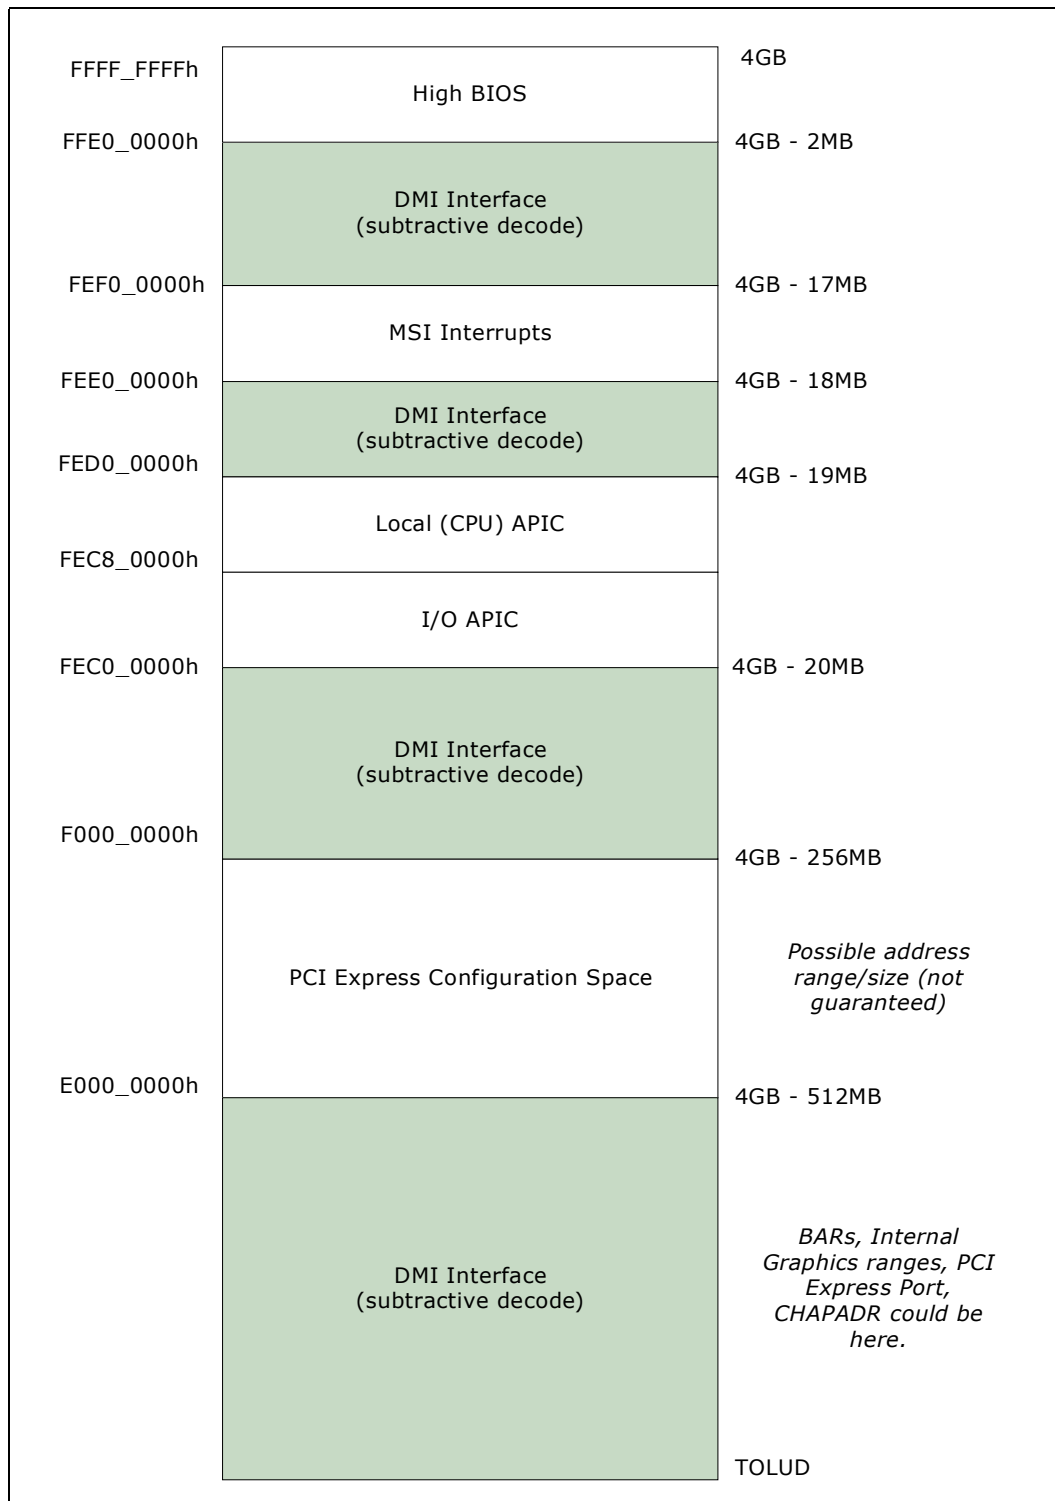 FFFF_FFFFh
4GB
High BIOS
FFE0_0000h
4GB - 2MB
DMI Interface
(subtractive decode)
FEF0_0000h
4GB - 17MB
MSI Interrupts
FEE0_0000h
4GB - 18MB
DMI Interface
(subtractive decode)
FED0_0000h
4GB - 19MB
Local (CPU) APIC
FEC8_0000h
I/O APIC
FEC0_0000h
4GB - 20MB
DMI Interface
(subtractive decode)
F000_0000h
4GB - 256MB
PCI Express Configuration Space
Possible address
range/size (not
guaranteed)
E000_0000h
4GB - 512MB
DMI Interface
(subtractive decode)
BARs, Internal
Graphics ranges, PCI
Express Port,
CHAPADR could be
here.
TOLUD